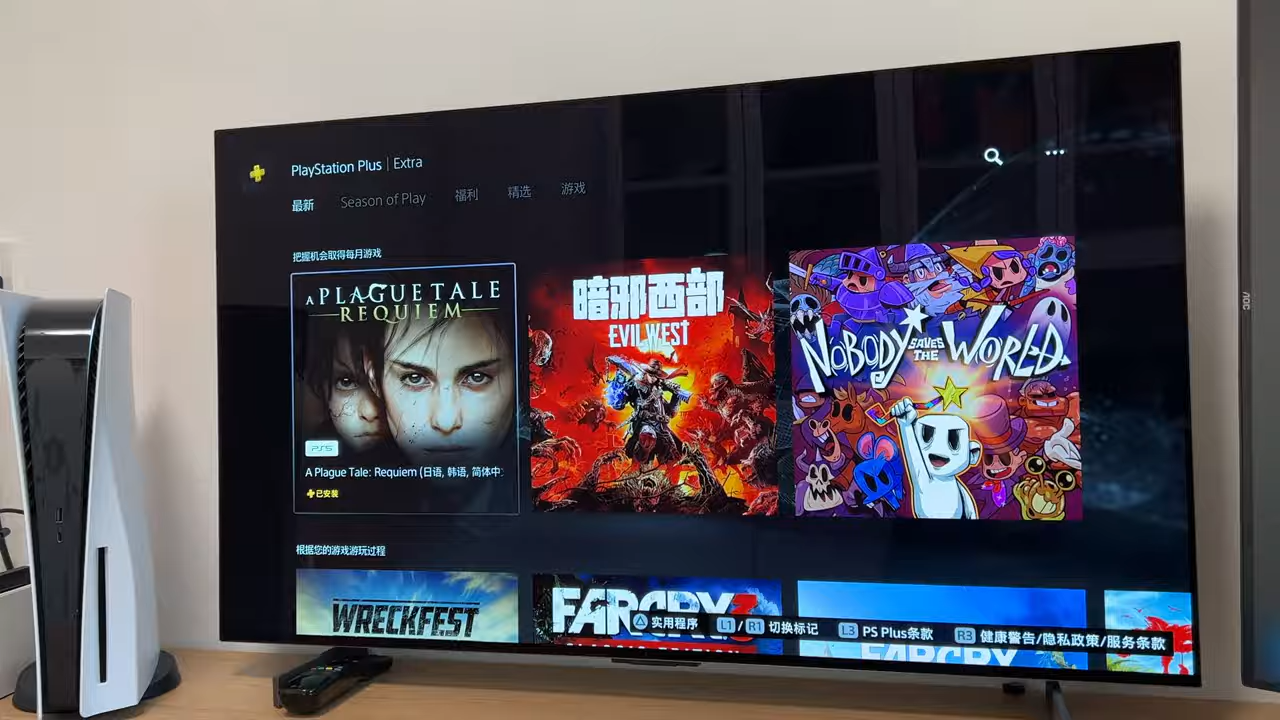 PlayStation Plus | Extra
最新 Season of Play 福利 精选 游戏
把握机会取得每月游戏
A PLAGUE TALE
REQUIEM
PS5
A Plague Tale: Requiem (日语, 韩语, 简体中
已安装
暗邪西部
EVIL WEST
NOBODY SAVES THE WORLD
根据您的游戏游玩过程
WRECKFEST
FARCRY3
CLASSIC EDITION
FARCRY
实用程序 L1 / R1 切换标记 L3 PS Plus条款 R3 健康警告/隐私政策/服务条款
AOC